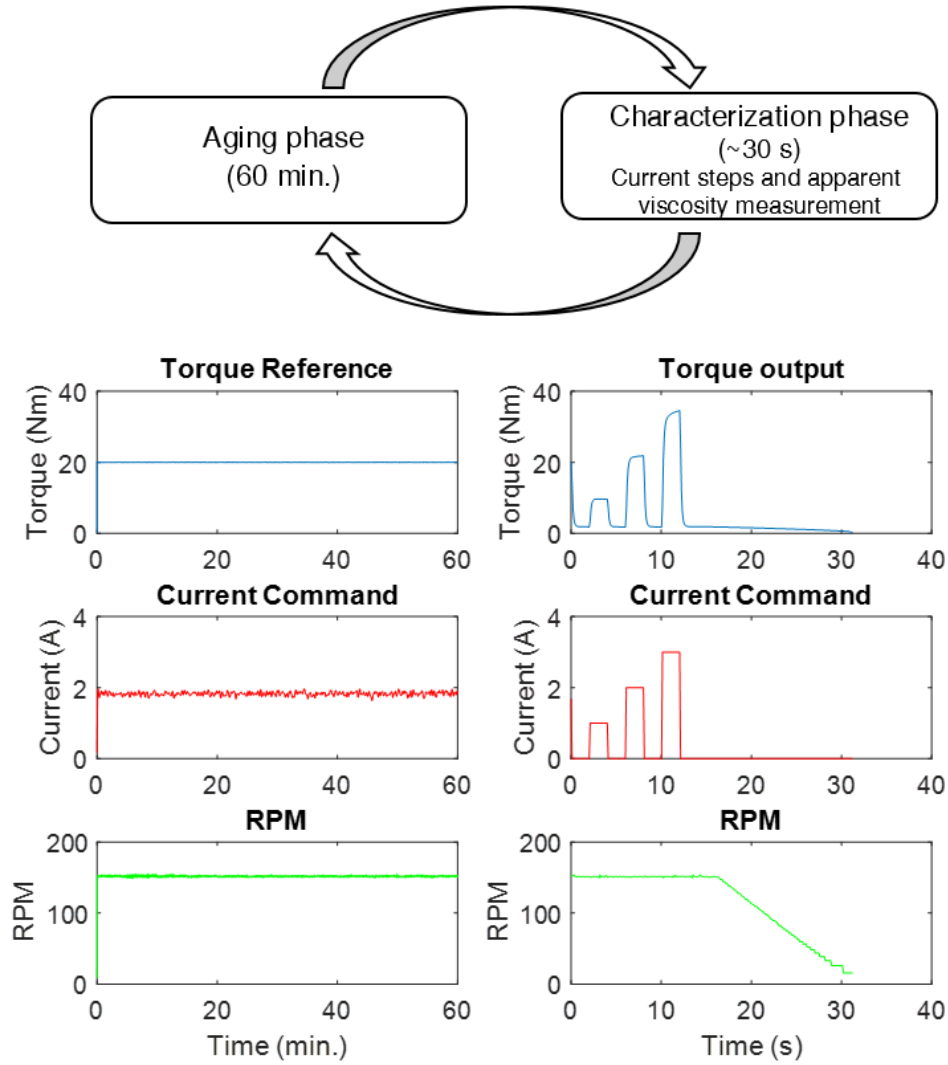 Aging phase
(60 min.)
Characterization phase
(~30 s)
Current steps and apparent
viscosity measurement
Torque Reference
Torque (Nm)
40
20
0
0 20 40 60
Torque output
Torque (Nm)
40
20
0
0 10 20 30 40
Current Command
Current (A)
4
2
0
0 20 40 60
Current Command
Current (A)
4
2
0
0 10 20 30 40
RPM
RPM
200
100
0
0 20 40 60
Time (min.)
RPM
RPM
200
100
0
0 10 20 30 40
Time (s)